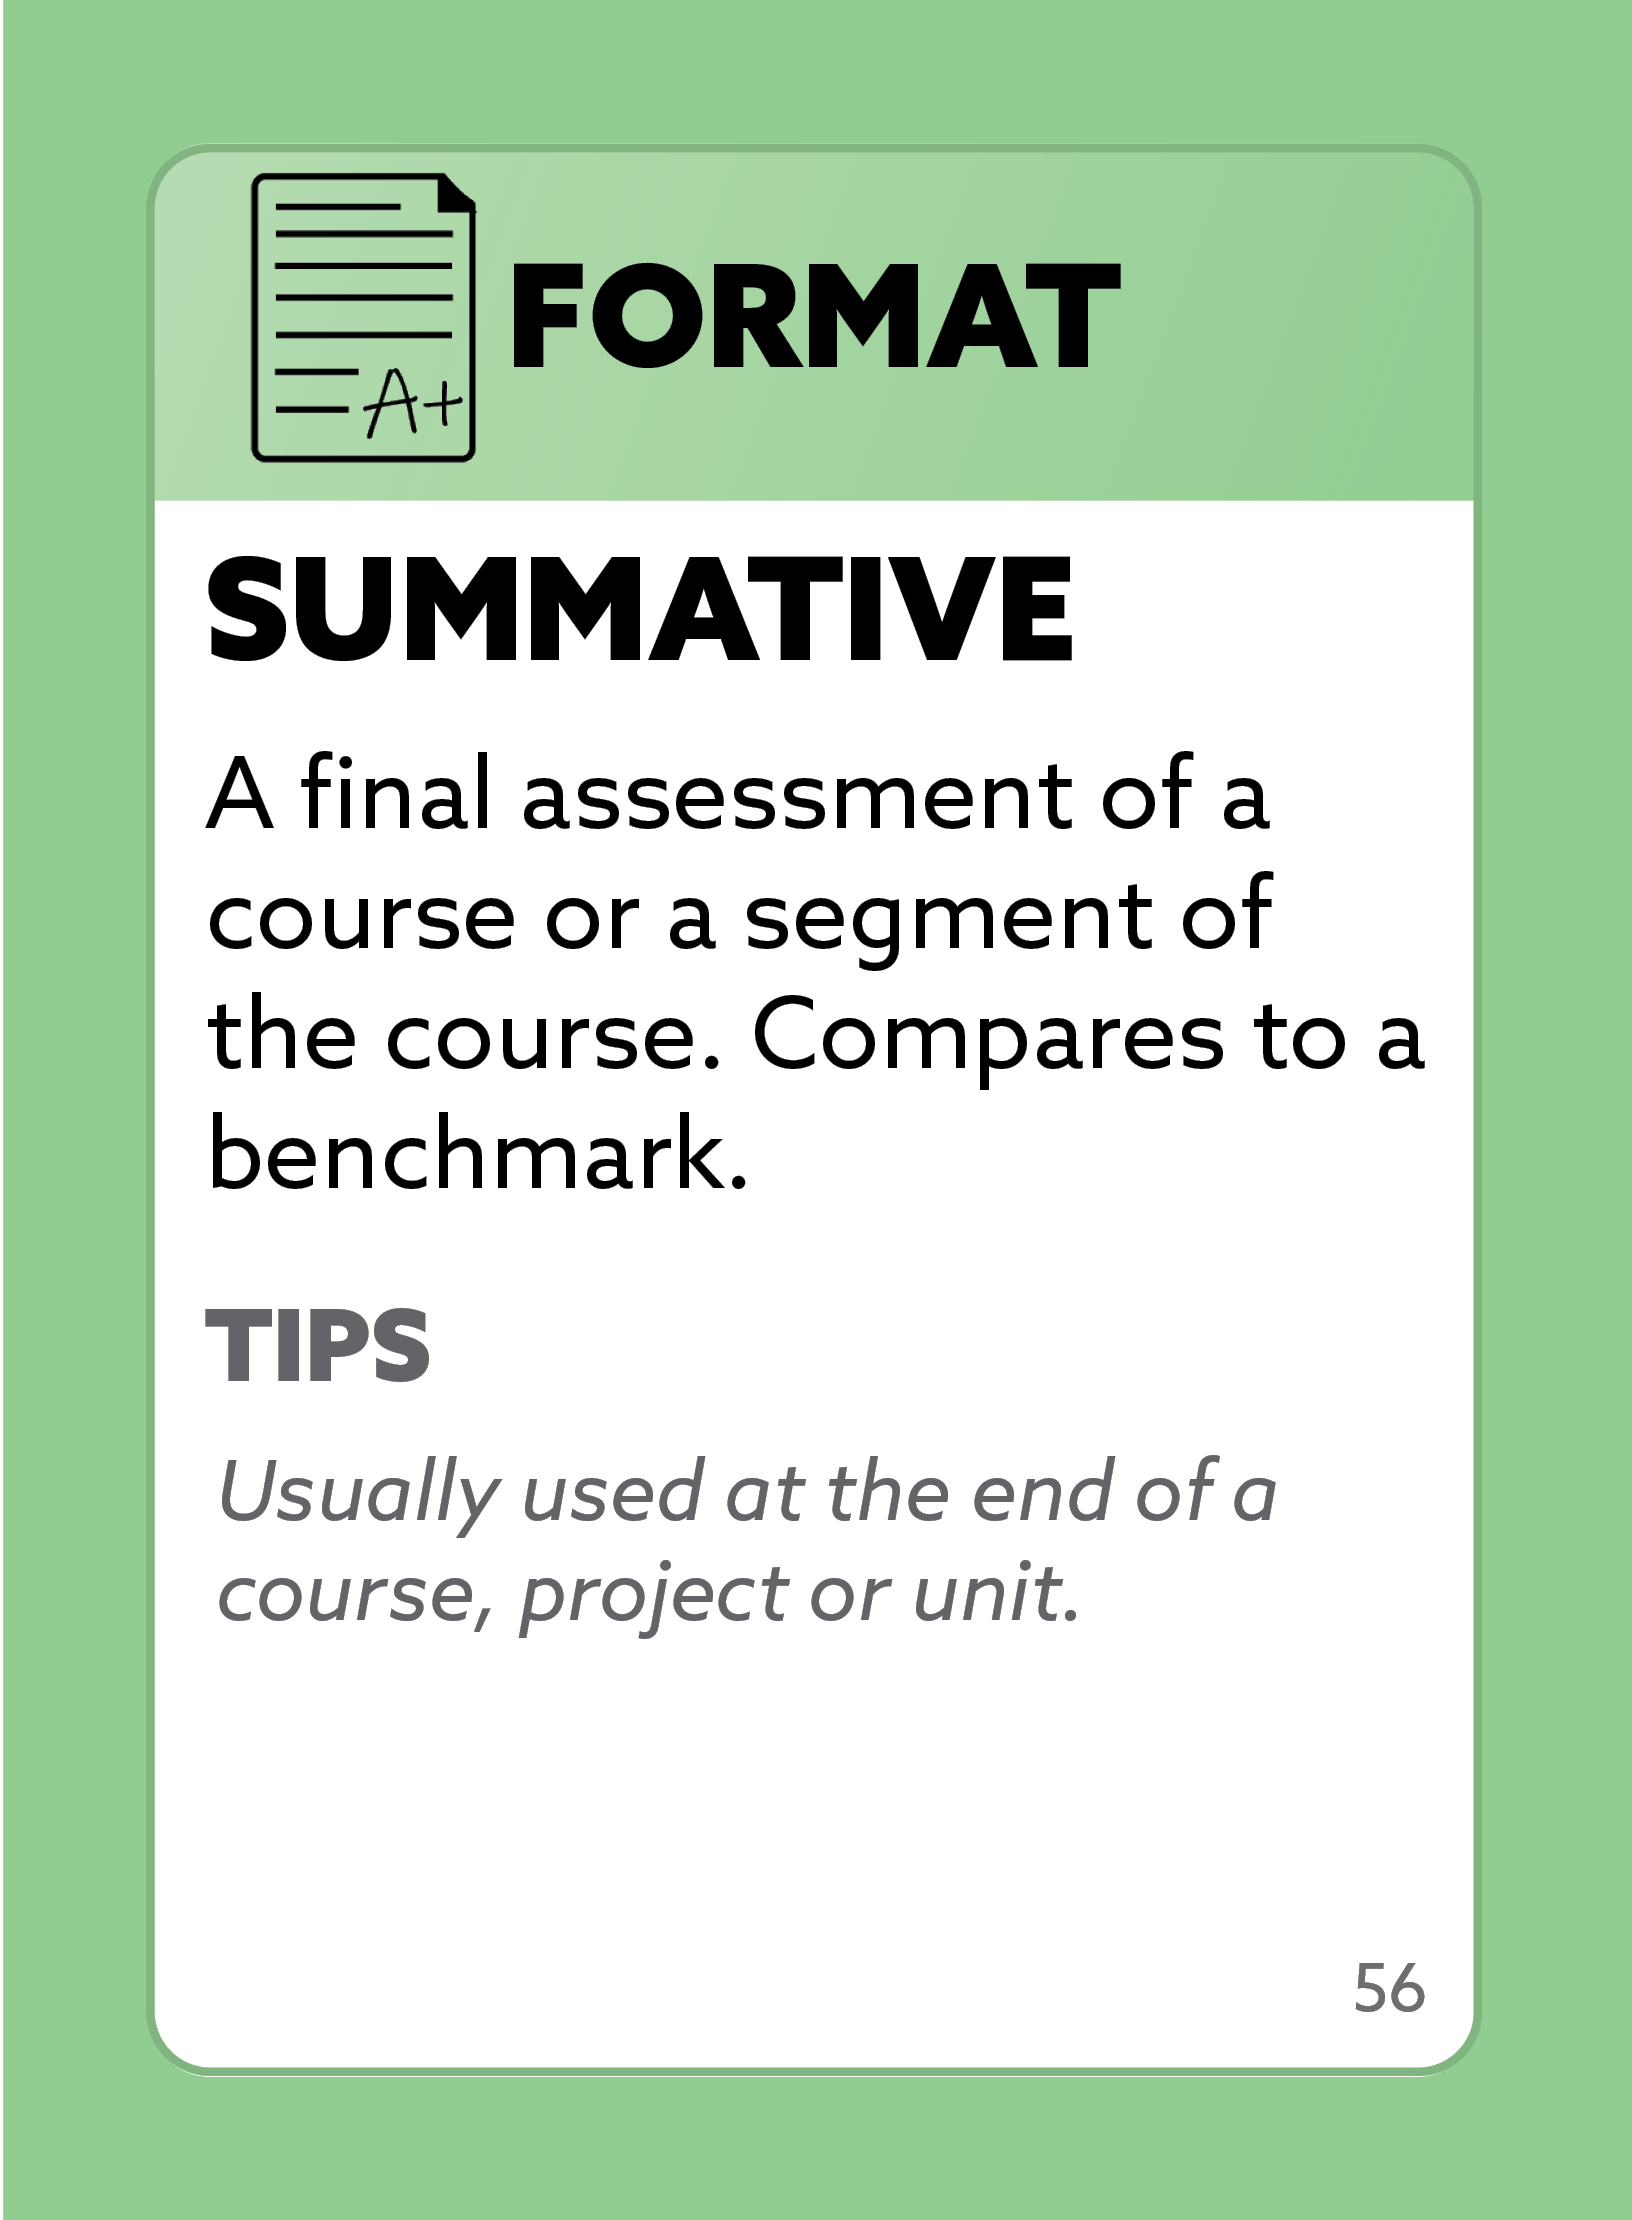 A+
FORMAT
SUMMATIVE
A final assessment of a
course or a segment of
the course. Compares to a
benchmark.
TIPS
Usually used at the end of a
course, project or unit.
56